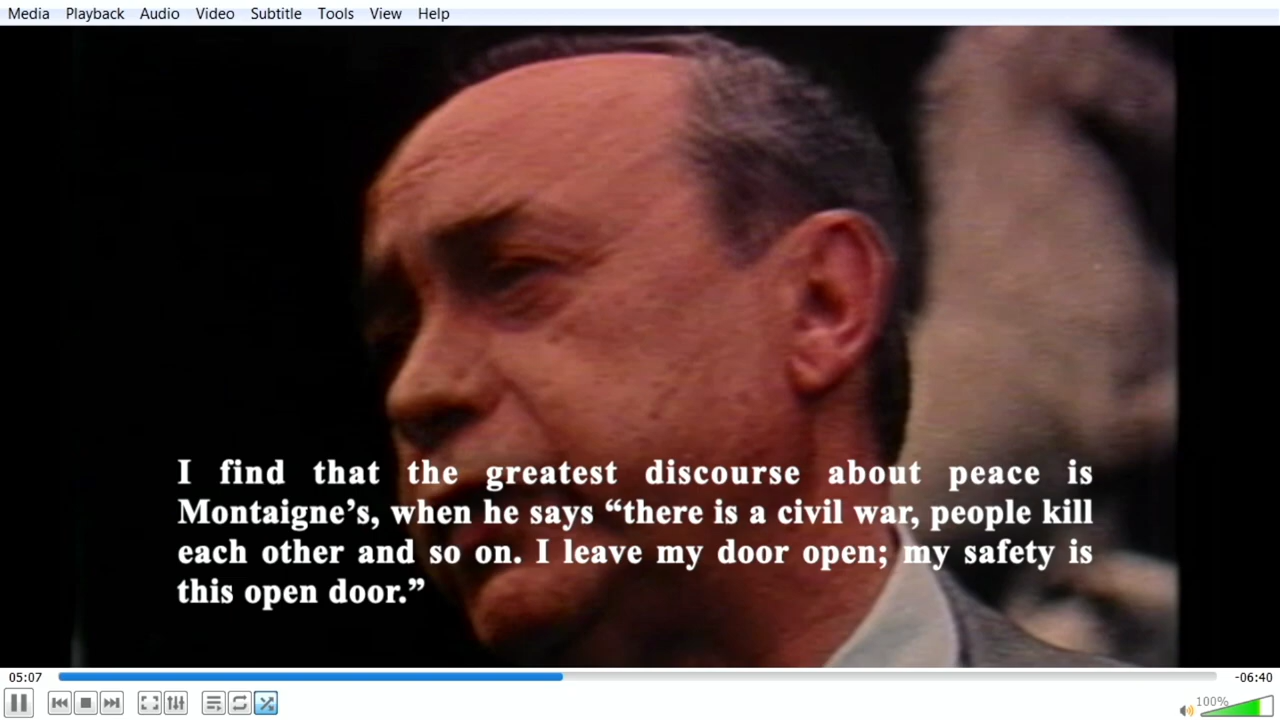 Media Playback Audio Video Subtitle Tools View Help
I find that the greatest discourse about peace is
Montaigne’s, when he says “there is a civil war, people kill
each other and so on. I leave my door open; my safety is
this open door.”
05:07 -06:40
100%